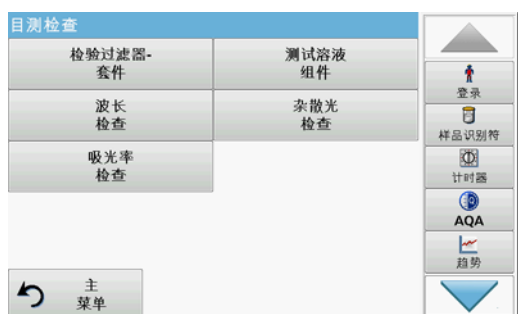 目测检查
检验过滤器-
套件
测试溶液
组件
波长
检查
杂散光
检查
吸光率
检查
主
菜单
登录
样品识别符
计时器
AQA
趋势